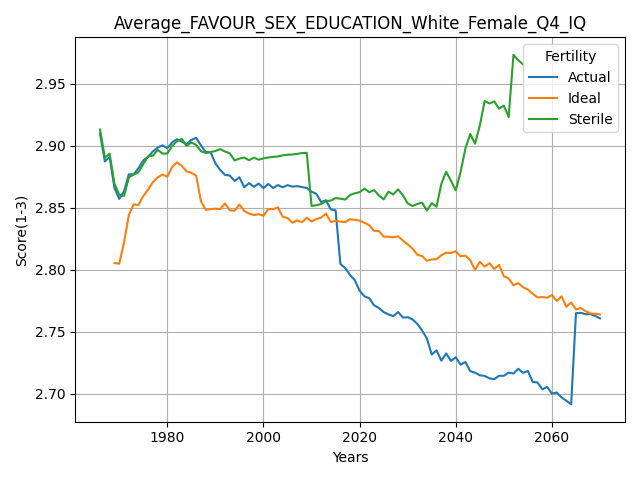 Average_FAVOUR_SEX_EDUCATION_White_Female_Q4_IQ
Fertility
Actual
Ideal
Sterile
Score(1-3)
2.95
2.90
2.85
2.80
2.75
2.70
1980
2000
2020
2040
2060
Years